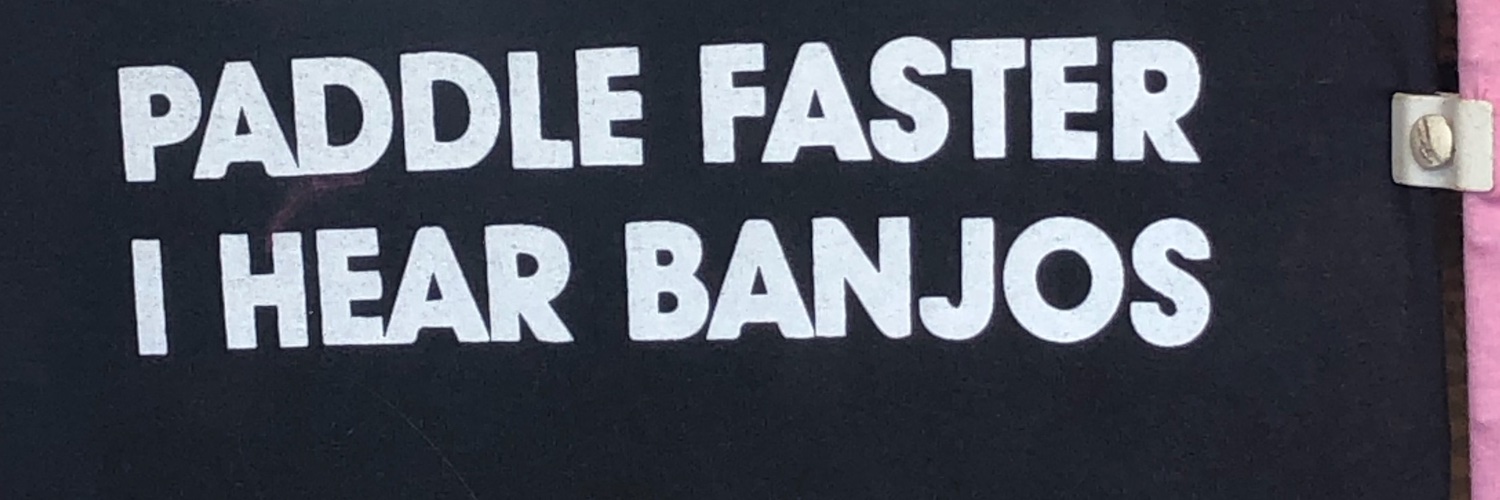 PADDLE FASTER
I HEAR BANJOS